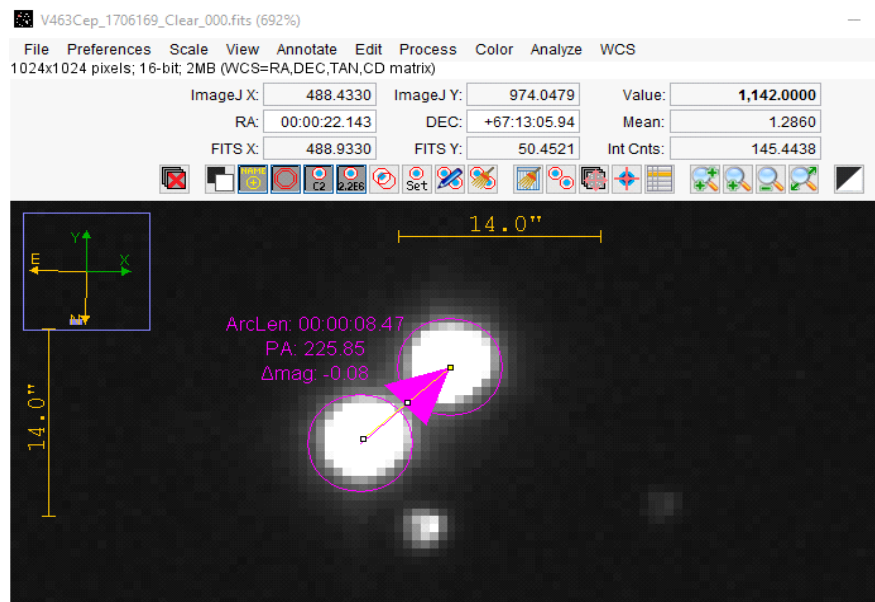 V463Cep_1706169_Clear_000.fits (692%)
File Preferences Scale View Annotate Edit Process Color Analyze WCS
1024x1024 pixels; 16-bit; 2MB (WCS=RA,DEC,TAN,CD matrix)
ImageJ X: 488.4330 ImageJ Y: 974.0479 Value: 1,142.0000
RA: 00:00:22.143 DEC: +67:13:05.94 Mean: 1.2860
FITS X: 488.9330 FITS Y: 50.4521 Int Cnts: 145.4438
NAME C2 2.2E6 Set
14.0"
Y
E X
N
ArcLen: 00:00:08.47
PA: 225.85
Δmag: -0.08
14.0"